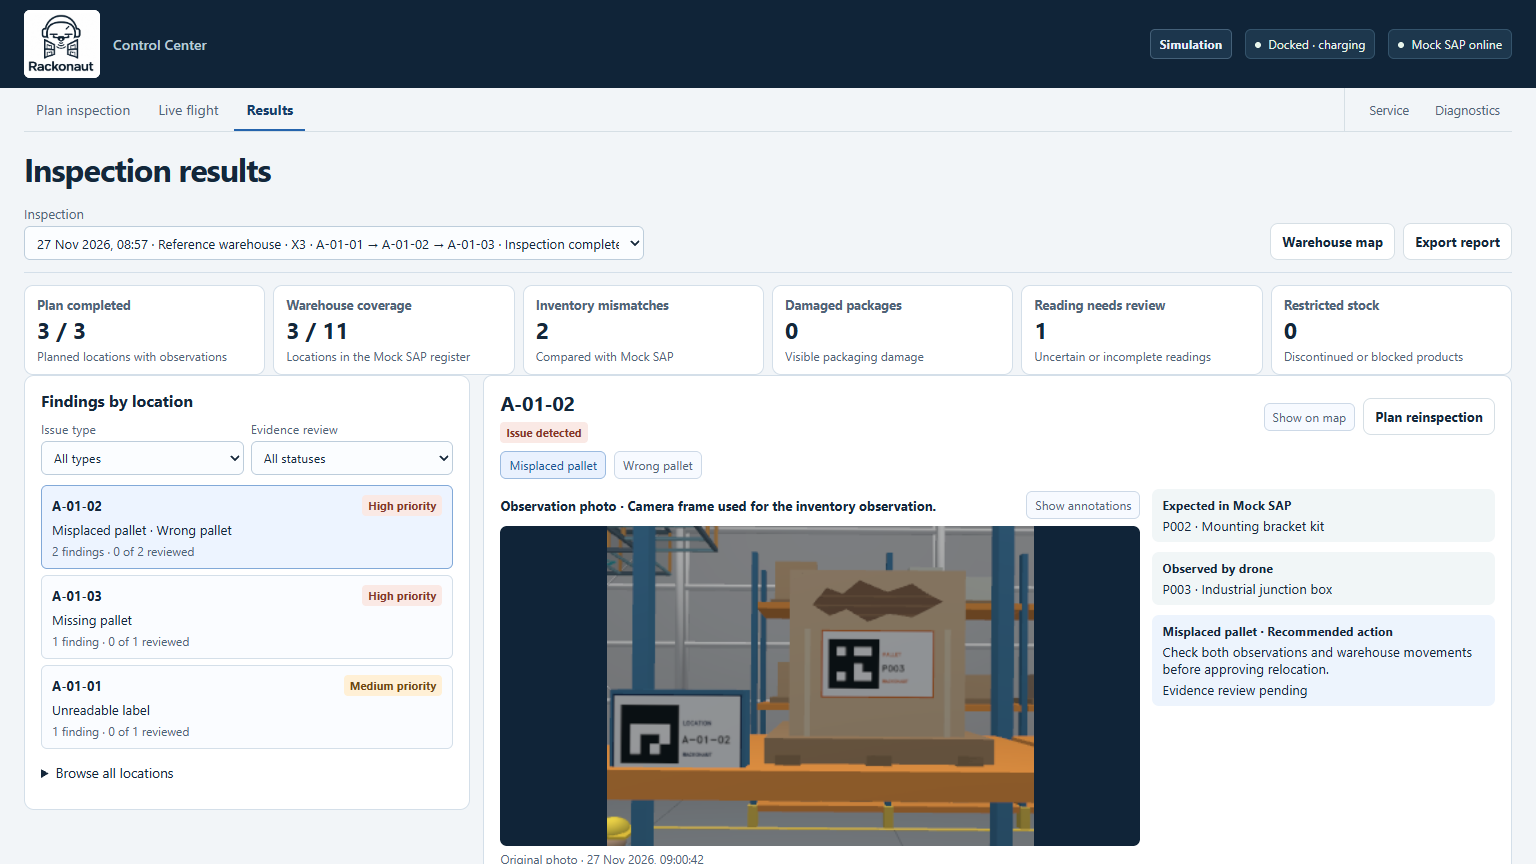 Rackonaut
Control Center
Simulation
Docked · charging
Mock SAP online
Plan inspection
Live flight
Results
Service
Diagnostics
Inspection results
Inspection
27 Nov 2026, 08:57 · Reference warehouse · X3 · A-01-01 → A-01-02 → A-01-03 · Inspection complete
Warehouse map
Export report
Plan completed
3 / 3
Planned locations with observations
Warehouse coverage
3 / 11
Locations in the Mock SAP register
Inventory mismatches
2
Compared with Mock SAP
Damaged packages
0
Visible packaging damage
Reading needs review
1
Uncertain or incomplete readings
Restricted stock
0
Discontinued or blocked products
Findings by location
Issue type
Evidence review
All types
All statuses
A-01-02
High priority
Misplaced pallet · Wrong pallet
2 findings · 0 of 2 reviewed
A-01-03
High priority
Missing pallet
1 finding · 0 of 1 reviewed
A-01-01
Medium priority
Unreadable label
1 finding · 0 of 1 reviewed
Browse all locations
A-01-02
Issue detected
Show on map
Plan reinspection
Misplaced pallet
Wrong pallet
Observation photo · Camera frame used for the inventory observation.
Show annotations
PALLET
P003
LOCATION
A-01-02
Original photo · 27 Nov 2026, 09:00:42
Expected in Mock SAP
P002 · Mounting bracket kit
Observed by drone
P003 · Industrial junction box
Misplaced pallet · Recommended action
Check both observations and warehouse movements
before approving relocation.
Evidence review pending